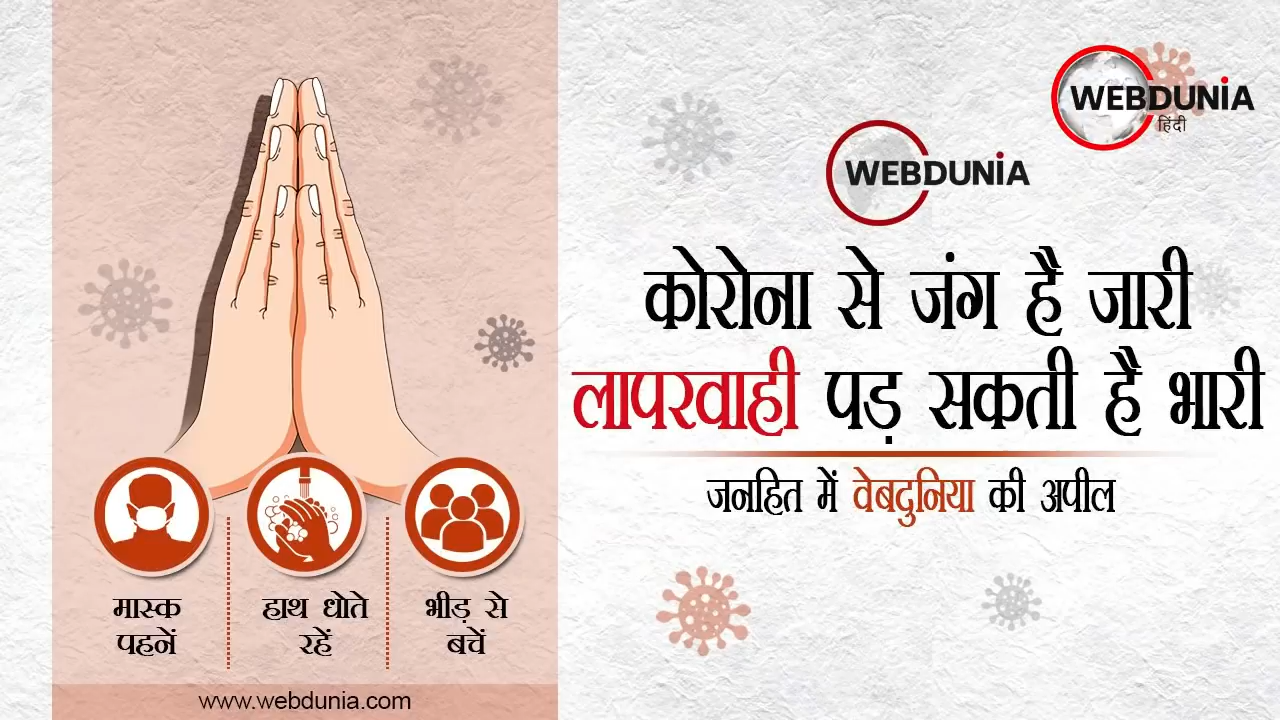 WEBDUNIA
हिंदी
WEBDUNIA
कोरोना से जंग है जारी
लापरवाही पड़ सकती है भारी
जनहित में वेबदुनिया की अपील
मास्क
पहनें
हाथ धोते
रहें
भीड़ से
बचें
www.webdunia.com